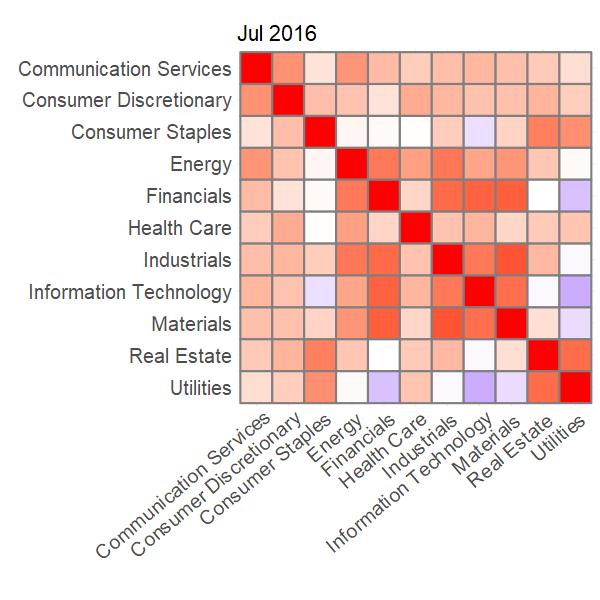 Jul 2016
Communication Services
Consumer Discretionary
Consumer Staples
Energy
Financials
Health Care
Industrials
Information Technology
Materials
Real Estate
Utilities
Communication Services
Consumer Discretionary
Consumer Staples
Energy
Financials
Health Care
Industrials
Information Technology
Materials
Real Estate
Utilities